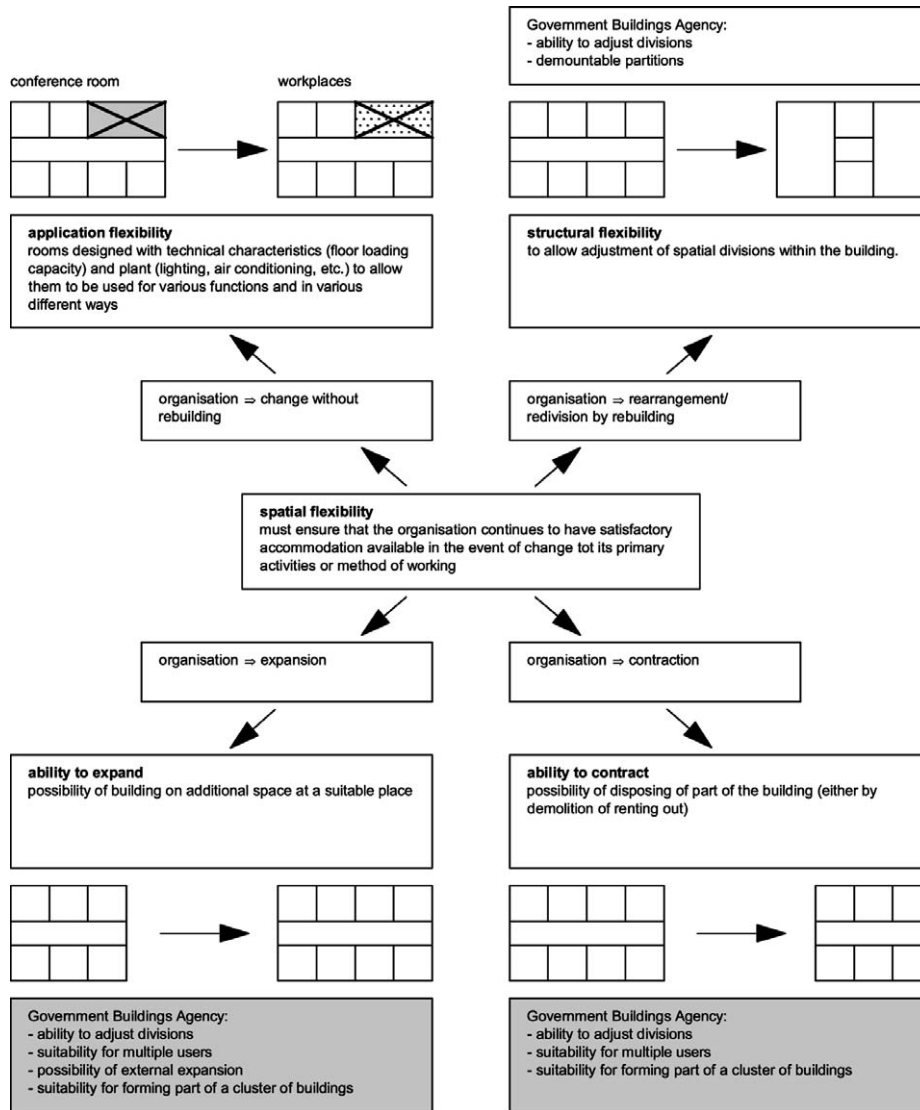 Government Buildings Agency:
- ability to adjust divisions
- demountable partitions
conference room
workplaces
application flexibility
rooms designed with technical characteristics (floor loading
capacity) and plant (lighting, air conditioning, etc.) to allow
them to be used for various functions and in various
different ways
structural flexibility
to allow adjustment of spatial divisions within the building.
organisation ⇒ change without
rebuilding
organisation ⇒ rearrangement/
redivision by rebuilding
spatial flexibility
must ensure that the organisation continues to have satisfactory
accommodation available in the event of change tot its primary
activities or method of working
organisation ⇒ expansion
organisation ⇒ contraction
ability to expand
possibility of building on additional space at a suitable place
ability to contract
possibility of disposing of part of the building (either by
demolition of renting out)
Government Buildings Agency:
- ability to adjust divisions
- suitability for multiple users
- possibility of external expansion
- suitability for forming part of a cluster of buildings
Government Buildings Agency:
- ability to adjust divisions
- suitability for multiple users
- suitability for forming part of a cluster of buildings